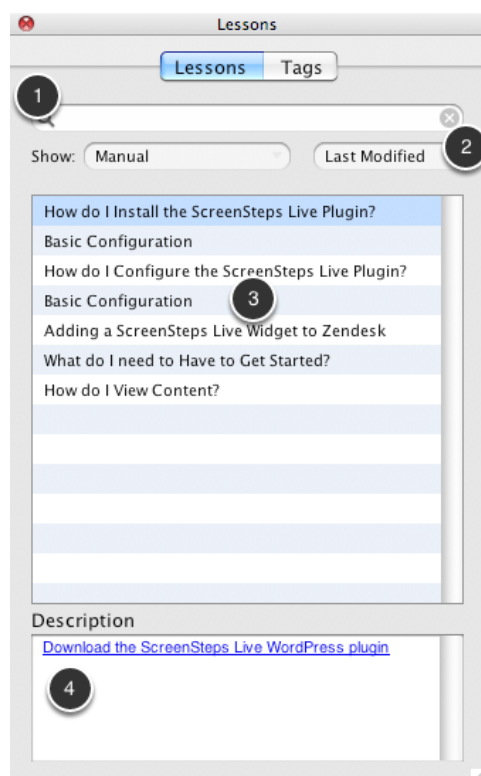 Lessons
Lessons Tags
1
Show: Manual Last Modified 2
How do I Install the ScreenSteps Live Plugin?
Basic Configuration
How do I Configure the ScreenSteps Live Plugin?
Basic Configuration 3
Adding a ScreenSteps Live Widget to Zendesk
What do I need to Have to Get Started?
How do I View Content?
Description
Download the ScreenSteps Live WordPress plugin
4